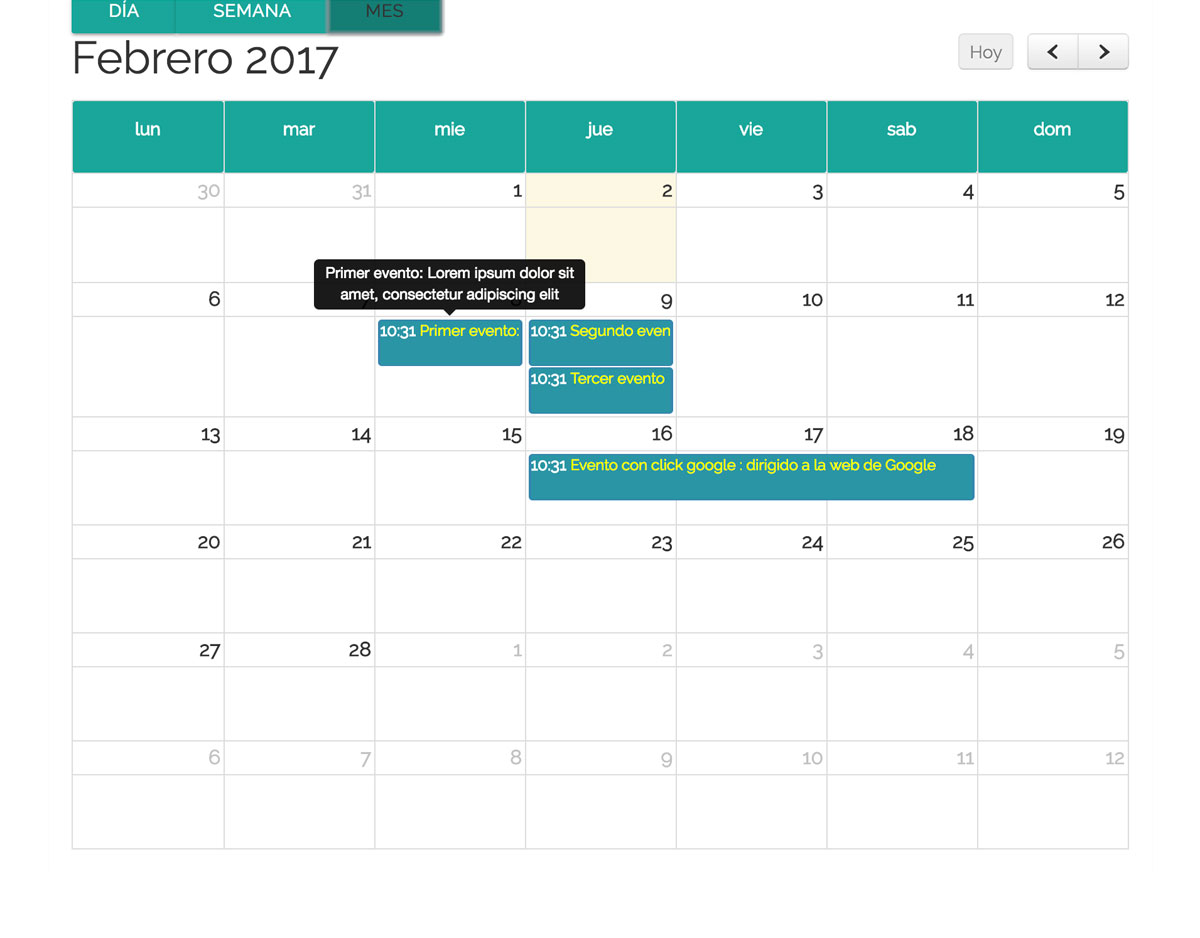 DÍA SEMANA MES
Febrero 2017
Hoy
lun mar mie jue vie sab dom
30 31 1 2 3 4 5
Primer evento: Lorem ipsum dolor sit
amet, consectetur adipiscing elit
6 9 10 11 12
10:31 Primer evento: 10:31 Segundo even
10:31 Tercer evento
13 14 15 16 17 18 19
10:31 Evento con click google : dirigido a la web de Google
20 21 22 23 24 25 26
27 28 1 2 3 4 5
6 7 8 9 10 11 12